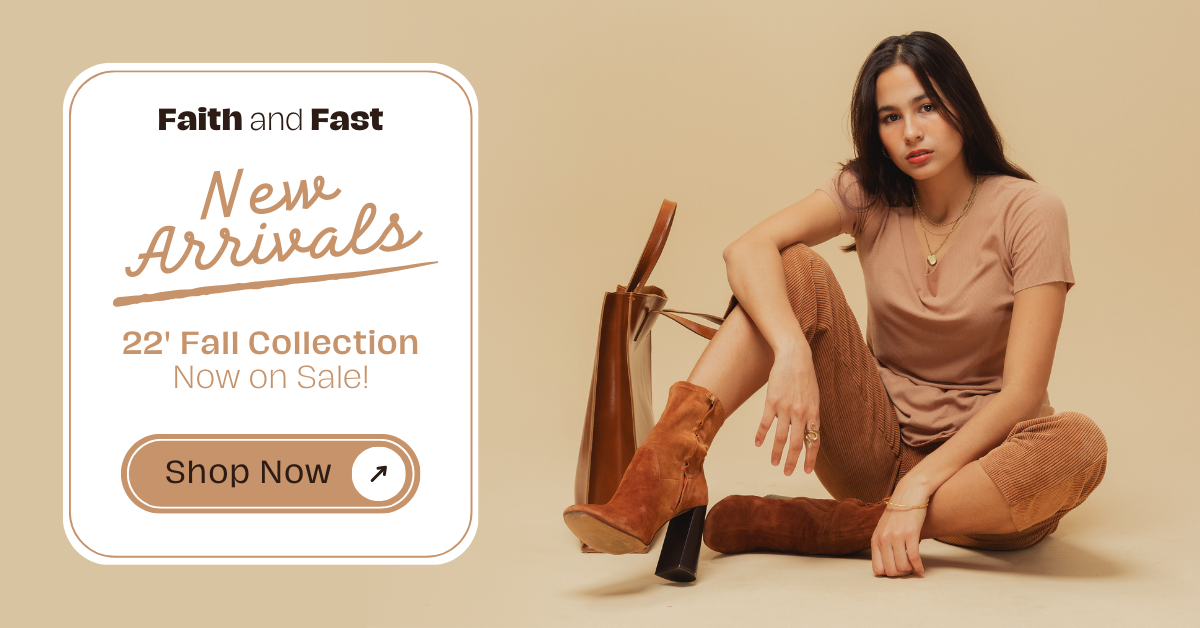 Faith and Fast
New
Arrivals
22' Fall Collection
Now on Sale!
Shop Now